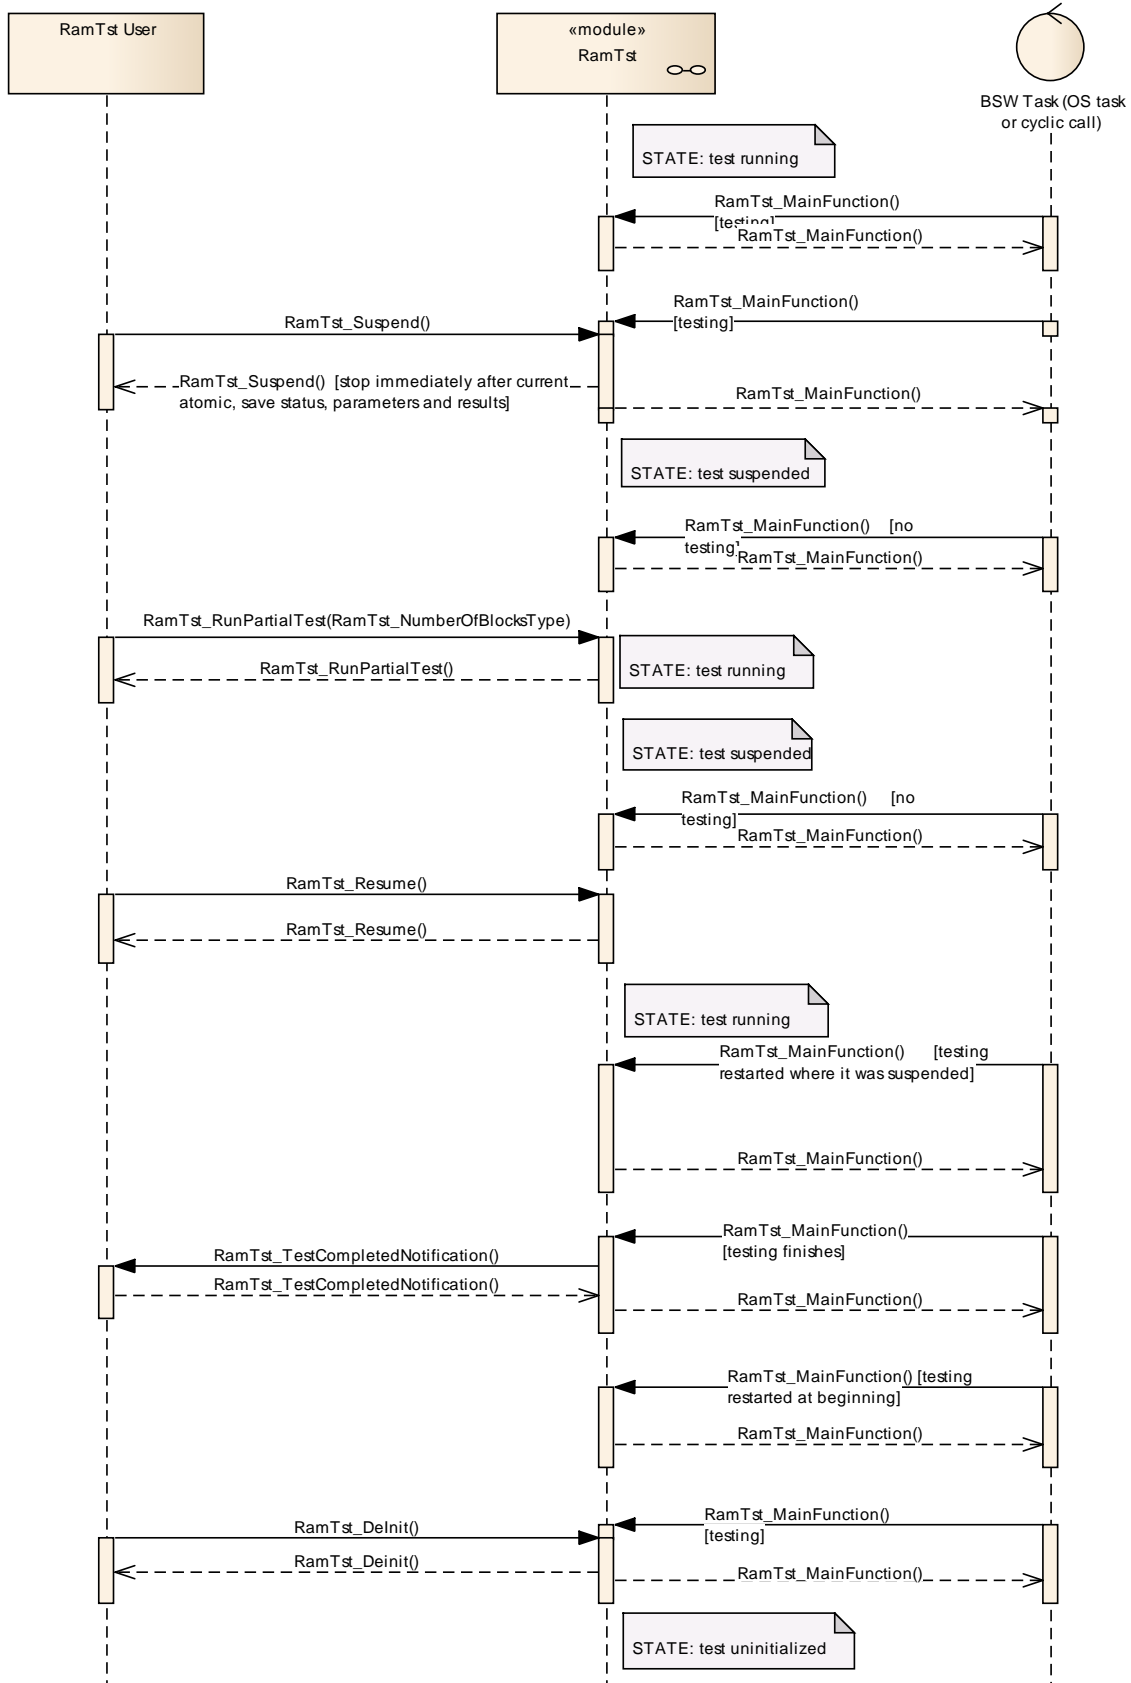 RamTst User
«module»
RamTst
BSW Task (OS task
or cyclic call)
STATE: test running
RamTst_MainFunction()
[testing]
RamTst_MainFunction()
RamTst_MainFunction()
[testing]
RamTst_Suspend()
RamTst_Suspend() [stop immediately after current
atomic, save status, parameters and results]
RamTst_MainFunction()
STATE: test suspended
RamTst_MainFunction() [no
testing]
RamTst_MainFunction()
RamTst_RunPartialTest(RamTst_NumberOfBlocksType)
RamTst_RunPartialTest()
STATE: test running
STATE: test suspended
RamTst_MainFunction() [no
testing]
RamTst_MainFunction()
RamTst_Resume()
RamTst_Resume()
STATE: test running
RamTst_MainFunction() [testing
restarted where it was suspended]
RamTst_MainFunction()
RamTst_MainFunction()
[testing finishes]
RamTst_TestCompletedNotification()
RamTst_TestCompletedNotification()
RamTst_MainFunction()
RamTst_MainFunction() [testing
restarted at beginning]
RamTst_MainFunction()
RamTst_MainFunction()
[testing]
RamTst_DeInit()
RamTst_Deinit()
RamTst_MainFunction()
STATE: test uninitialized